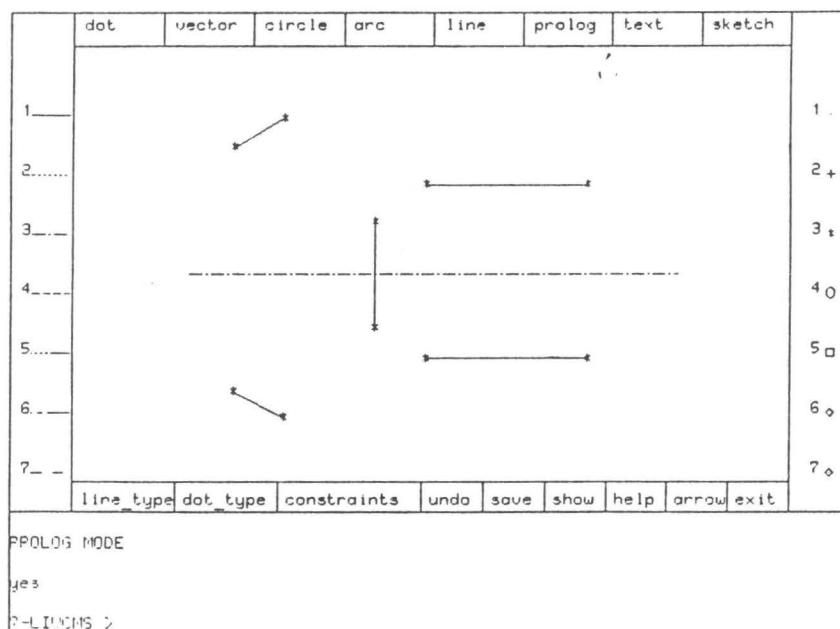 dot vector circle arc line prolog text sketch
1 1
2 2
3 3
4 4
5 5
6 6
7 7
line_type dot_type constraints undo save show help arrow exit
PROLOG MODE
yes